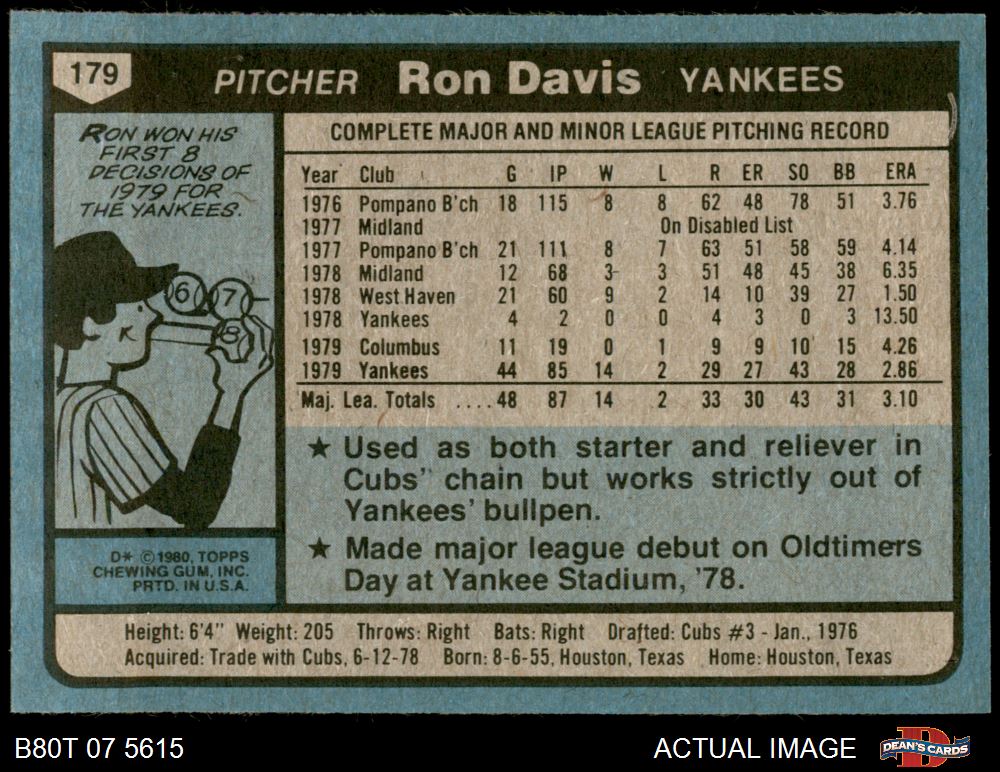 179 PITCHER Ron Davis YANKEES
RON WON HIS
FIRST 8
DECISIONS OF
1979 FOR
THE YANKEES.
6 7
8
D* © 1980, TOPPS
CHEWING GUM, INC.
PRTD. IN U.S.A.
COMPLETE MAJOR AND MINOR LEAGUE PITCHING RECORD
Year Club G IP W L R ER SO BB ERA
1976 Pompano B'ch 18 115 8 8 62 48 78 51 3.76
1977 Midland On Disabled List
1977 Pompano B'ch 21 111 8 7 63 51 58 59 4.14
1978 Midland 12 68 3 3 51 48 45 38 6.35
1978 West Haven 21 60 9 2 14 10 39 27 1.50
1978 Yankees 4 2 0 0 4 3 0 3 13.50
1979 Columbus 11 19 0 1 9 9 10 15 4.26
1979 Yankees 44 85 14 2 29 27 43 28 2.86
Maj. Lea. Totals ....48 87 14 2 33 30 43 31 3.10
★ Used as both starter and reliever in
Cubs" chain but works strictly out of
Yankees' bullpen.
★ Made major league debut on Oldtimers
Day at Yankee Stadium, '78.
Height: 6'4" Weight: 205 Throws: Right Bats: Right Drafted: Cubs #3 - Jan., 1976
Acquired: Trade with Cubs, 6-12-78 Born: 8-6-55, Houston, Texas Home: Houston, Texas
B80T 07 5615 ACTUAL IMAGE DEAN'S CARDS